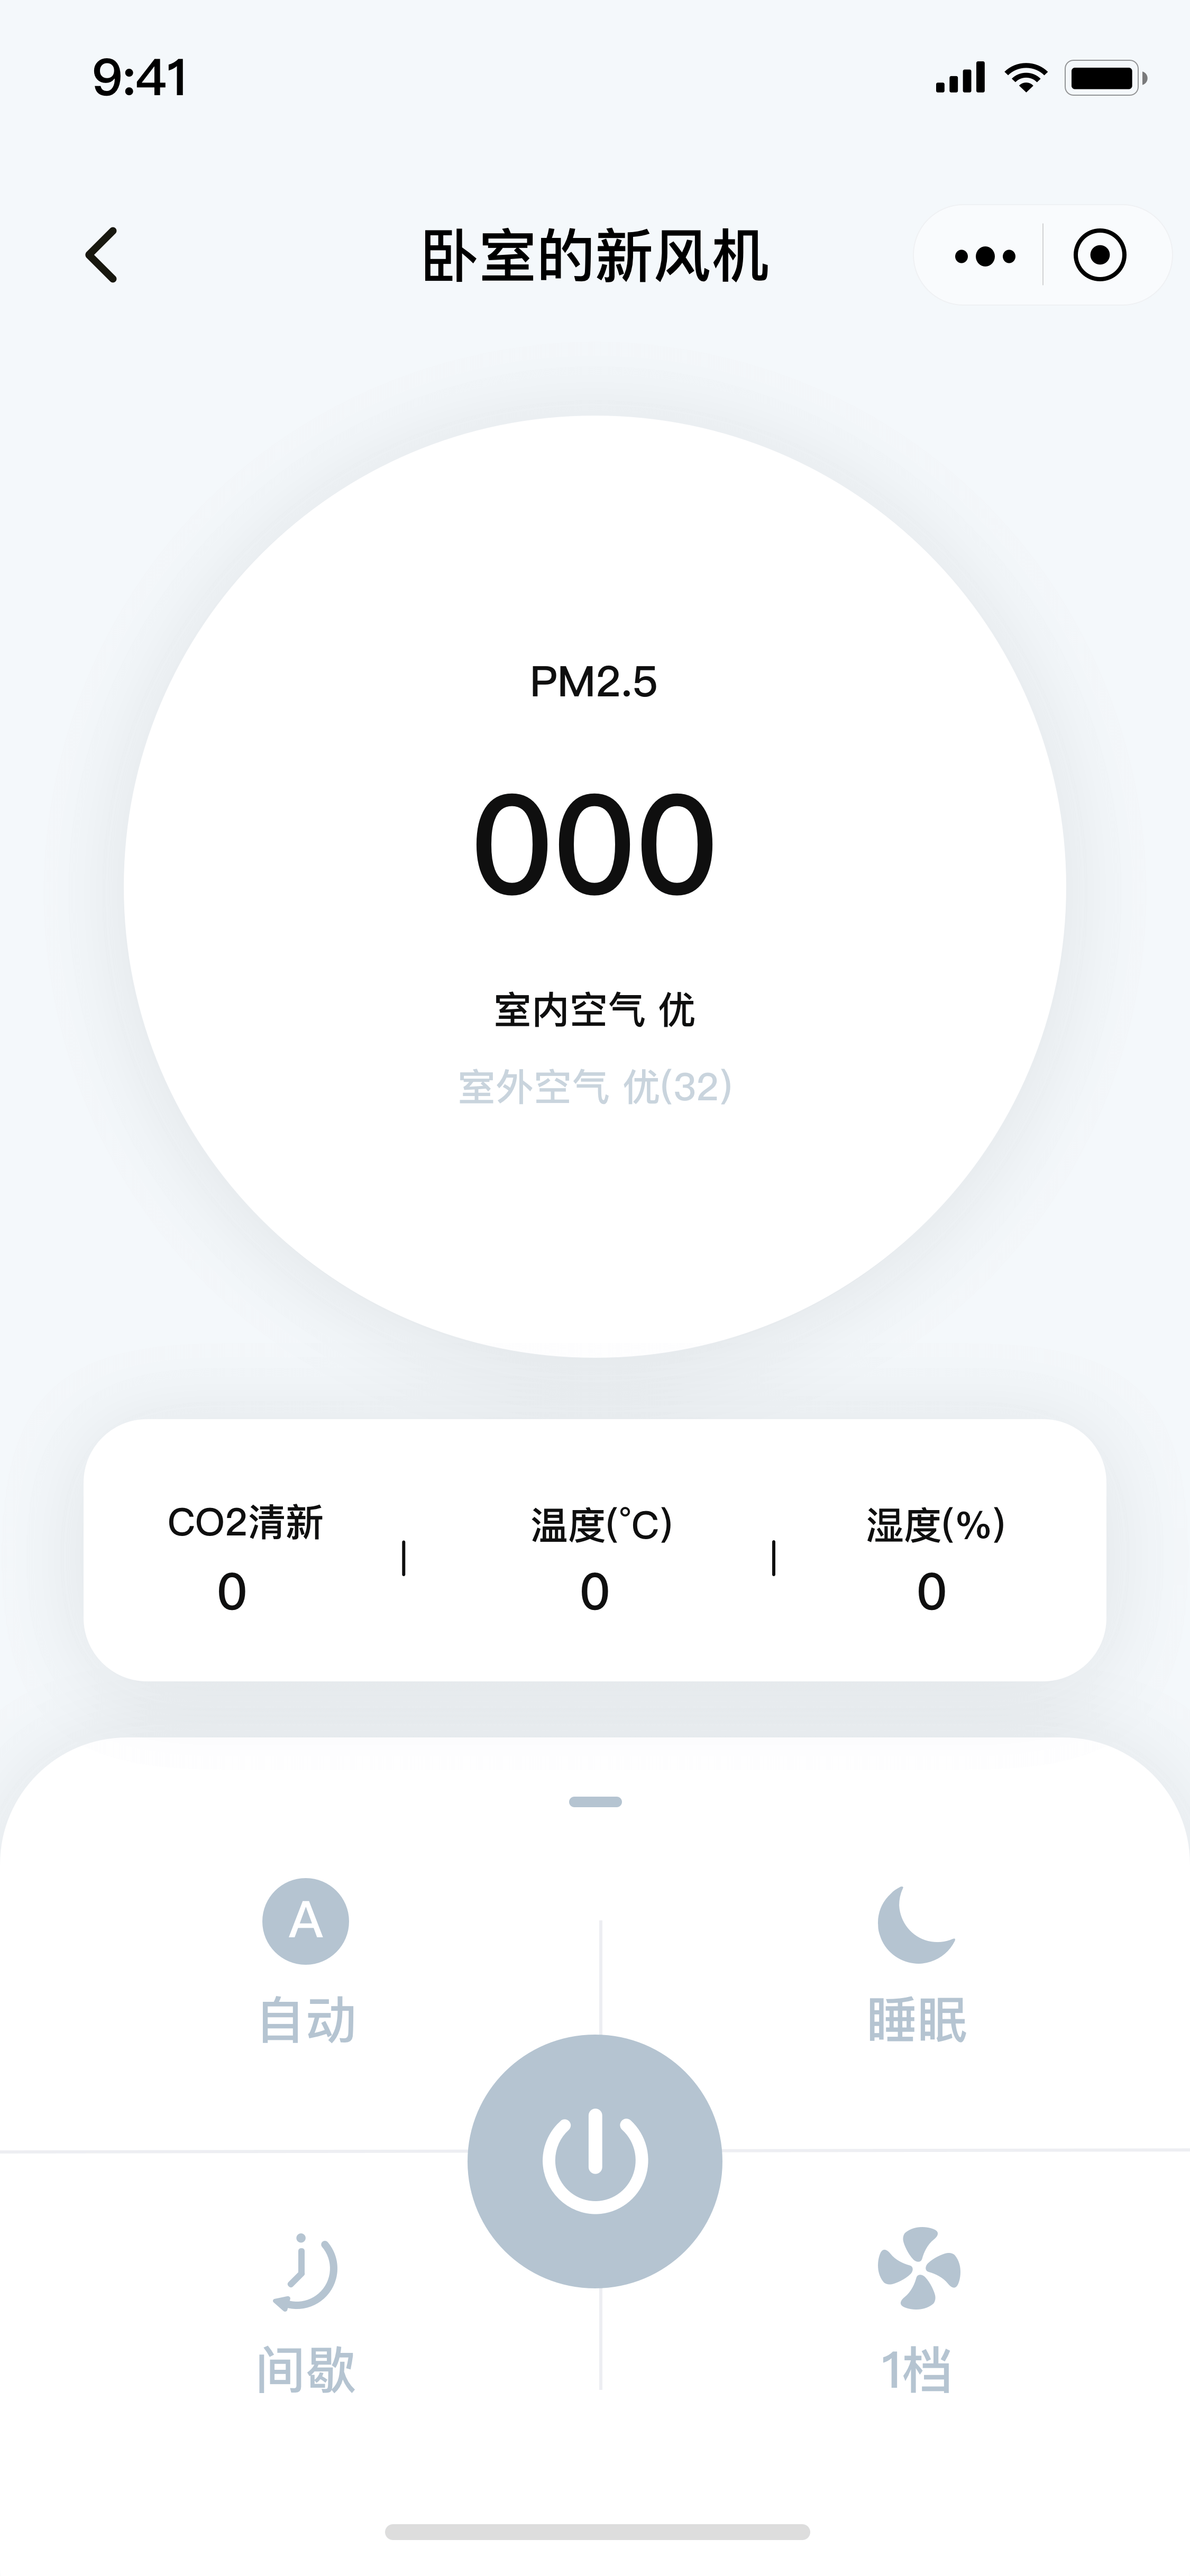 9:41
卧室的新风机
PM2.5
000
室内空气 优
室外空气 优(32)
CO2清新 温度(°C) 湿度(%)
0 0 0
A
自动 睡眠
间歇 1档